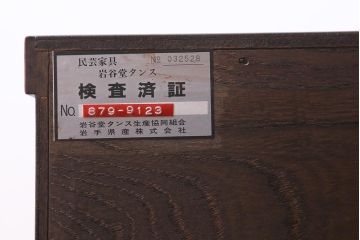 民芸家具 No 032528
岩谷堂タンス
検査済証
No. 879-9123
岩谷堂タンス生産協同組合
岩手県産株式会社